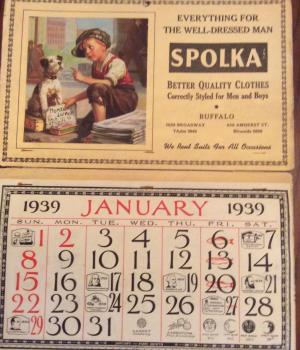 EVERYTHING FOR
THE WELL-DRESSED MAN
SPOLKA
BETTER QUALITY CLOTHES
Correctly Styled for Men and Boys
BUFFALO
BROADWAY
AMHERST ST.
We Rent Suits For All Occasions
1939 JANUARY 1939
SUN. MON. TUE. WED. THU. FRI. SAT.
1 2 3 4 5 6 7
8 9 10 11 12 13 14
15 16 17 18 19 20 21
22 23 24 25 26 27 28
29 30 31